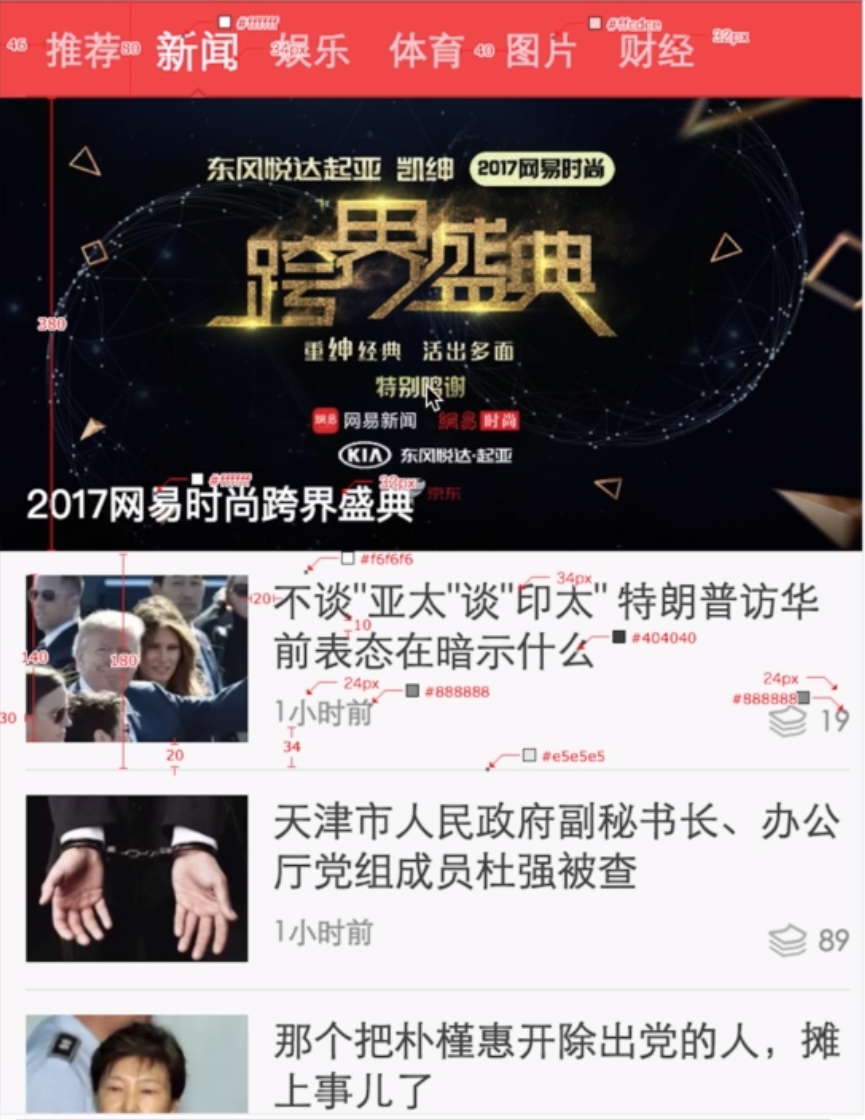 46 推荐 80 新闻 #ffffff 34px 娱乐 体育 40 图片 #ffcdce 财经 32px
东风悦达起亚 凯绅 2017网易时尚
跨界盛典
380
重绅经典 活出多面
特别鸣谢
網易 网易新闻 網易 时尚
KIA 东风悦达·起亚
#ffffff 32px 京东
2017网易时尚跨界盛典
#f6f6f6
34px
20 不谈"亚太"谈"印太" 特朗普访华
10
前表态在暗示什么 #404040
140 180
24px #888888 24px
#888888
30 1小时前 19
20 34 #e5e5e5
天津市人民政府副秘书长、办公
厅党组成员杜强被查
1小时前 89
那个把朴槿惠开除出党的人，摊
上事儿了